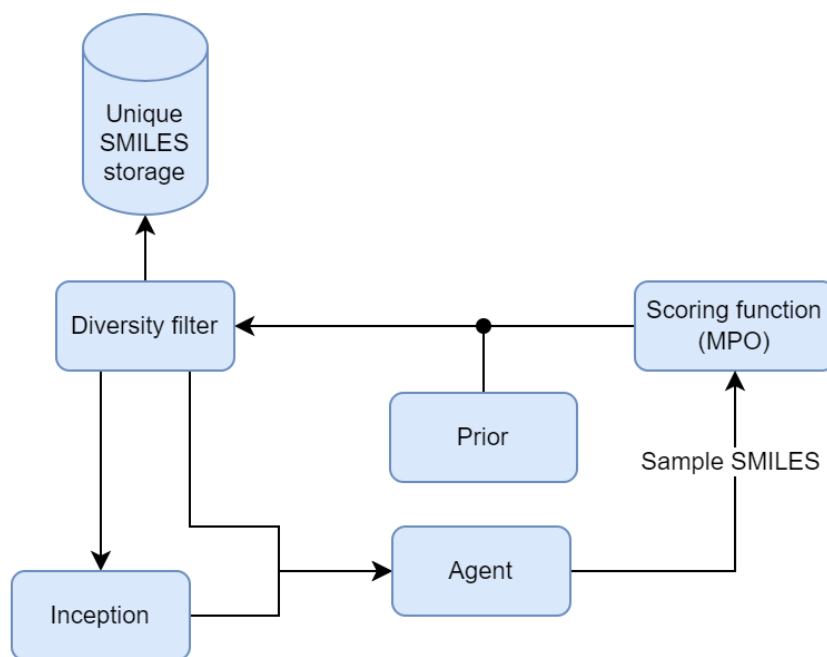 Unique
SMILES
storage
Diversity filter
Scoring function
(MPO)
Prior
Sample SMILES
Agent
Inception